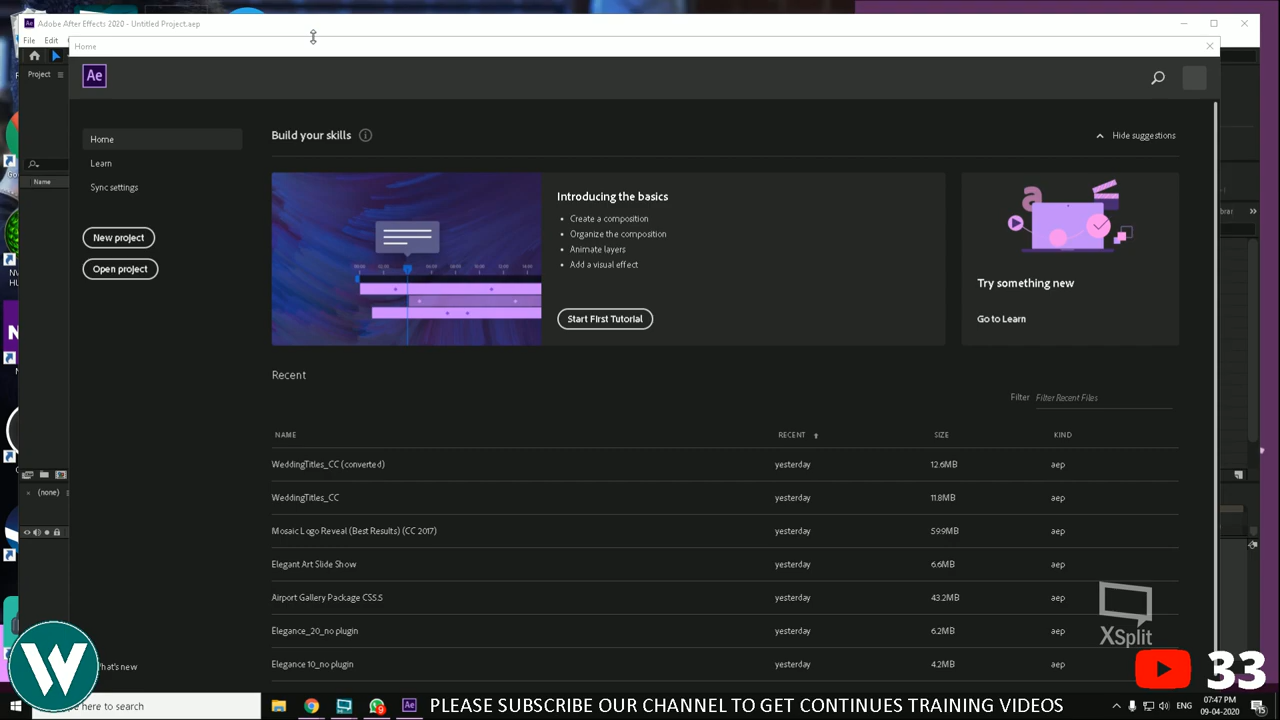 Ae Adobe After Effects 2020 - Untitled Project.aep
File Edit
Home
Project
Ae
Home
Learn
Sync settings
New project
Open project
Build your skills
Hide suggestions
Introducing the basics
• Create a composition
• Organize the composition
• Animate layers
• Add a visual effect
Start First Tutorial
Try something new
Go to Learn
Name
Recent
Filter Filter Recent Files
NAME RECENT SIZE KIND
WeddingTitles_CC (converted) yesterday 12.6MB aep
WeddingTitles_CC yesterday 11.8MB aep
Mosaic Logo Reveal (Best Results) (CC 2017) yesterday 59.9MB aep
Elegant Art Slide Show yesterday 6.6MB aep
Airport Gallery Package CS5.5 yesterday 43.2MB aep
Elegance_20_no plugin yesterday 6.2MB aep
Elegance 10_no plugin yesterday 4.2MB aep
(none)
XSplit
W
What's new
33
here to search
PLEASE SUBSCRIBE OUR CHANNEL TO GET CONTINUES TRAINING VIDEOS
ENG
07:47 PM
09-04-2020